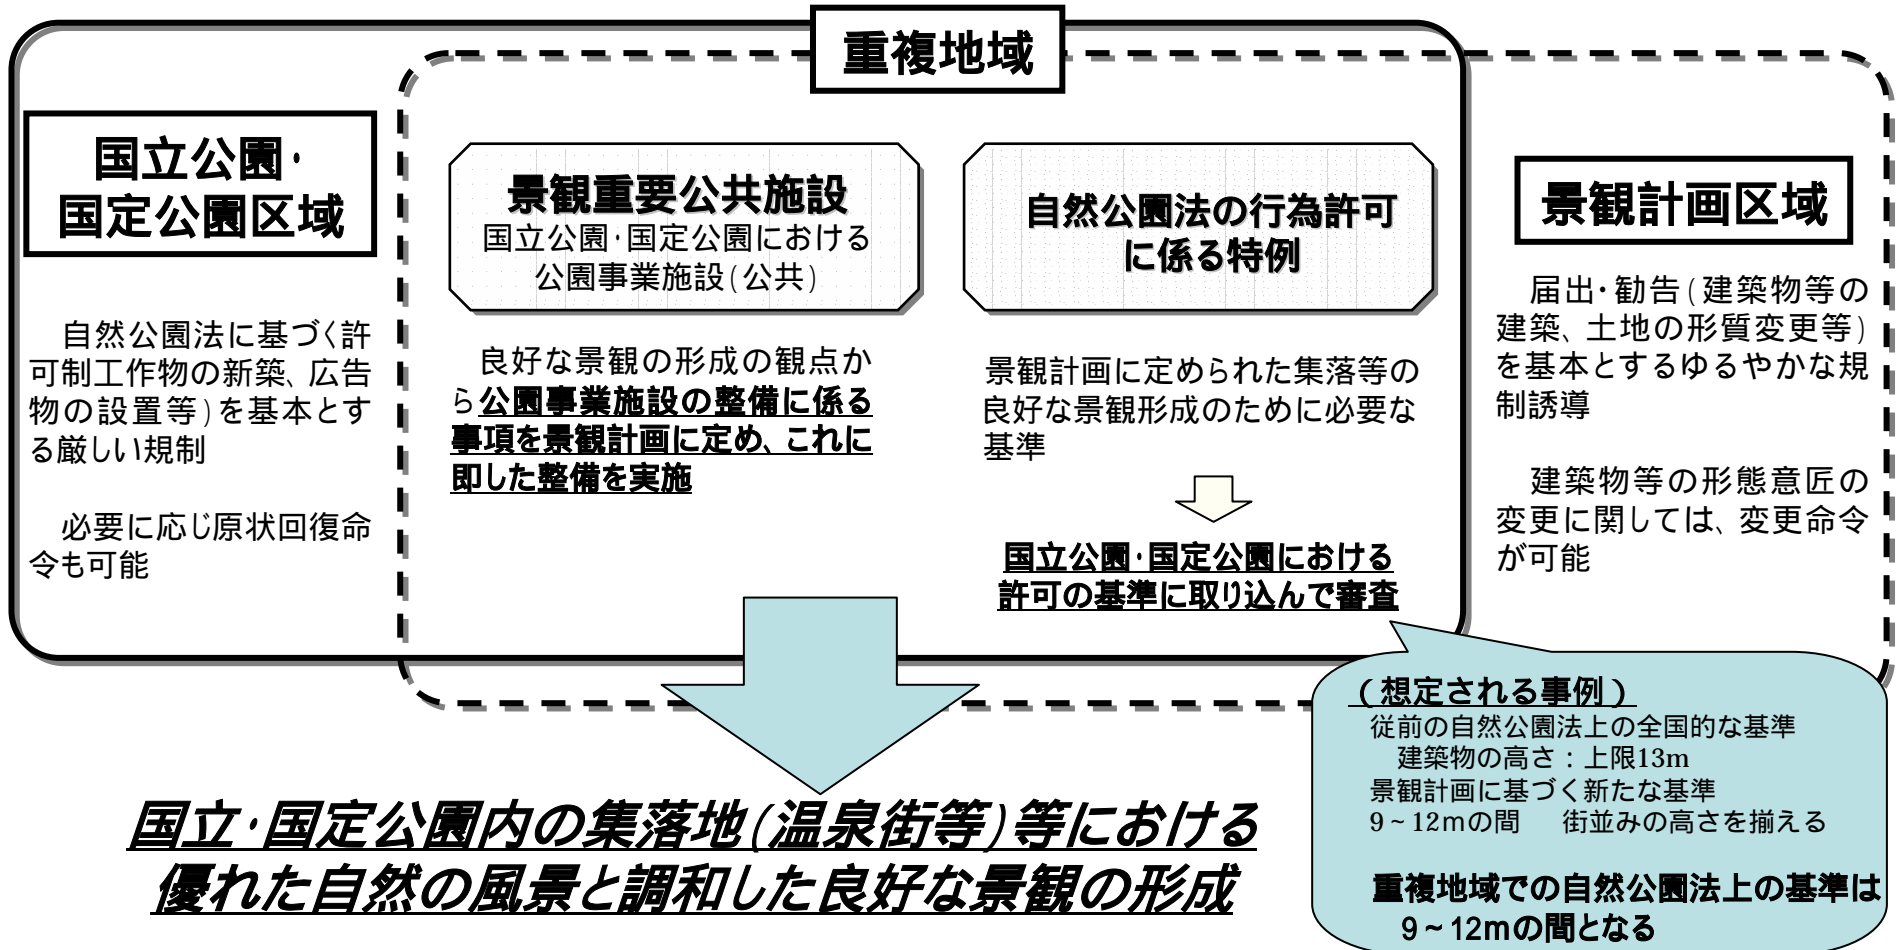 重複地域
国立公園・
国定公園区域
自然公園法に基づく許
可制工作物の新築、広告
物の設置等)を基本とす
る厳しい規制
必要に応じ原状回復命
令も可能
景観重要公共施設
国立公園・国定公園における
公園事業施設(公共)
良好な景観の形成の観点か
ら公園事業施設の整備に係る
事項を景観計画に定め、これに
即した整備を実施
自然公園法の行為許可
に係る特例
景観計画に定められた集落等の
良好な景観形成のために必要な
基準
国立公園・国定公園における
許可の基準に取り込んで審査
景観計画区域
届出・勧告(建築物等の
建築、土地の形質変更等)
を基本とするゆるやかな規
制誘導
建築物等の形態意匠の
変更に関しては、変更命令
が可能
(想定される事例)
従前の自然公園法上の全国的な基準
建築物の高さ:上限13m
景観計画に基づく新たな基準
9~12mの間 街並みの高さを揃える
重複地域での自然公園法上の基準は
9~12mの間となる
国立・国定公園内の集落地(温泉街等)等における
優れた自然の風景と調和した良好な景観の形成